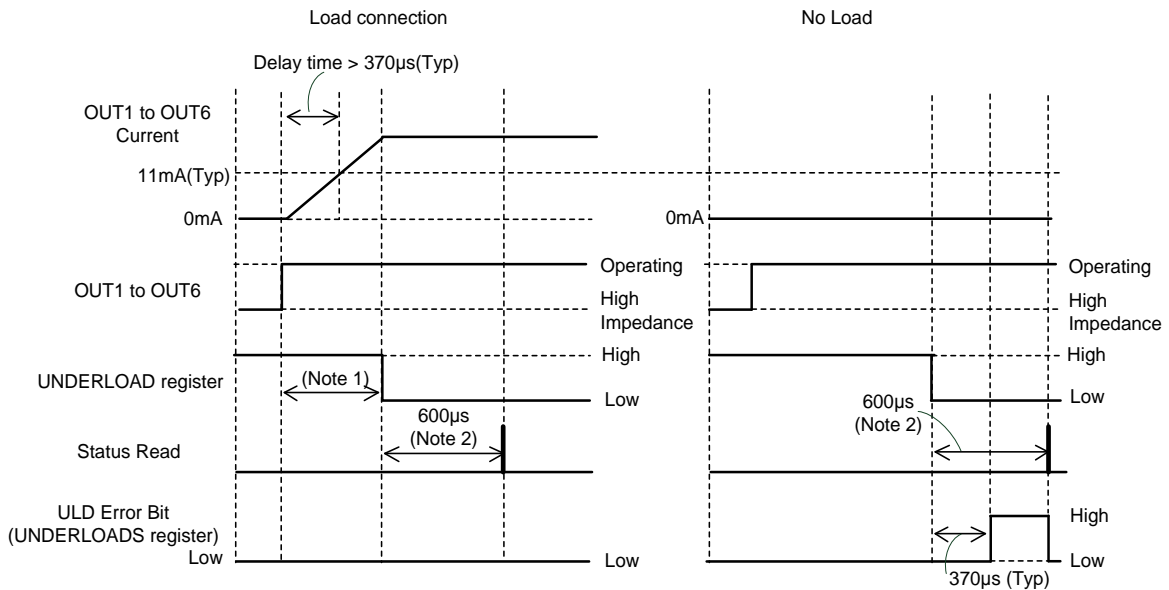 Load connection
No Load
Delay time > 370µs(Typ)
OUT1 to OUT6
Current
11mA(Typ)
0mA
0mA
OUT1 to OUT6
Operating
High
Impedance
Operating
High
Impedance
UNDERLOAD register
(Note 1)
High
Low
High
Low
600µs
(Note 2)
600µs
(Note 2)
Status Read
ULD Error Bit
(UNDERLOADS register)
Low
Low
High
Low
370µs (Typ)